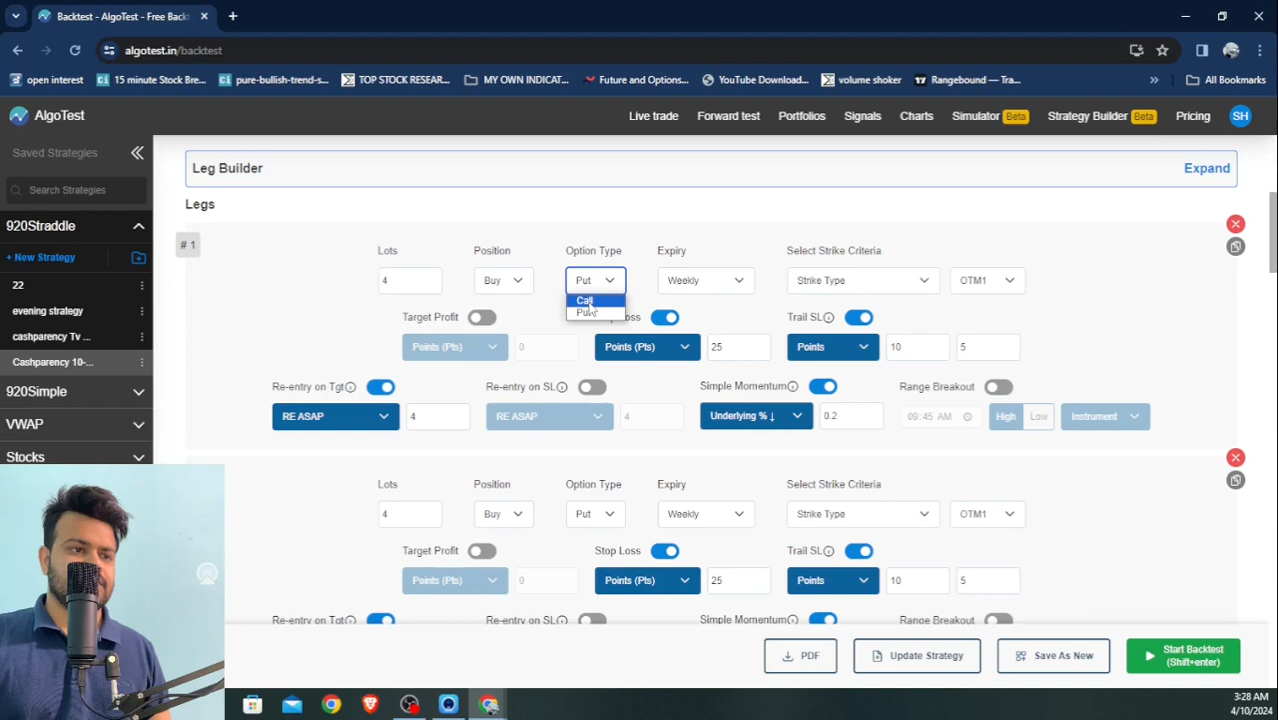 Backtest - AlgoTest - Free Back
algotest.in/backtest
open interest
15 minute Stock Bre...
pure-bullish-trend-s...
TOP STOCK RESEAR...
MY OWN INDICAT...
Future and Options...
YouTube Download...
volume shoker
Rangebound — Tra...
All Bookmarks
AlgoTest
Live trade
Forward test
Portfolios
Signals
Charts
Simulator Beta
Strategy Builder Beta
Pricing
SH
Saved Strategies
Search Strategies
920Straddle
+ New Strategy
22
evening strategy
cashparency Tv ...
Cashparency 10-...
920Simple
VWAP
Stocks
Leg Builder
Expand
Legs
# 1
Lots Position Option Type Expiry Select Strike Criteria
4 Buy Put Weekly Strike Type OTM1
Call
Put
Target Profit Trail SL
Points (Pts) 0 Points (Pts) 25 Points 10 5
Re-entry on Tgt Re-entry on SL Simple Momentum Range Breakout
RE ASAP 4 RE ASAP 4 Underlying % ↓ 0.2 09:45 AM High Low Instrument
Lots Position Option Type Expiry Select Strike Criteria
4 Buy Put Weekly Strike Type OTM1
Target Profit Stop Loss Trail SL
Points (Pts) 0 Points (Pts) 25 Points 10 5
Re-entry on Tgt Re-entry on SL Simple Momentum Range Breakout
PDF
Update Strategy
Save As New
Start Backtest
(Shift+enter)
3:28 AM
4/10/2024